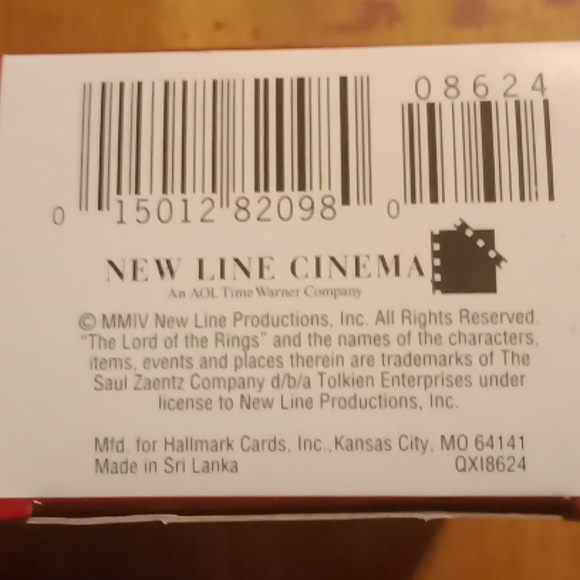 08624
0 15012 82098 0
NEW LINE CINEMA
An AOL Time Warner Company
© MMIV New Line Productions, Inc. All Rights Reserved.
"The Lord of the Rings" and the names of the characters,
items, events and places therein are trademarks of The
Saul Zaentz Company d/b/a Tolkien Enterprises under
license to New Line Productions, Inc.
Mfd. for Hallmark Cards, Inc., Kansas City, MO 64141
Made in Sri Lanka QXI8624